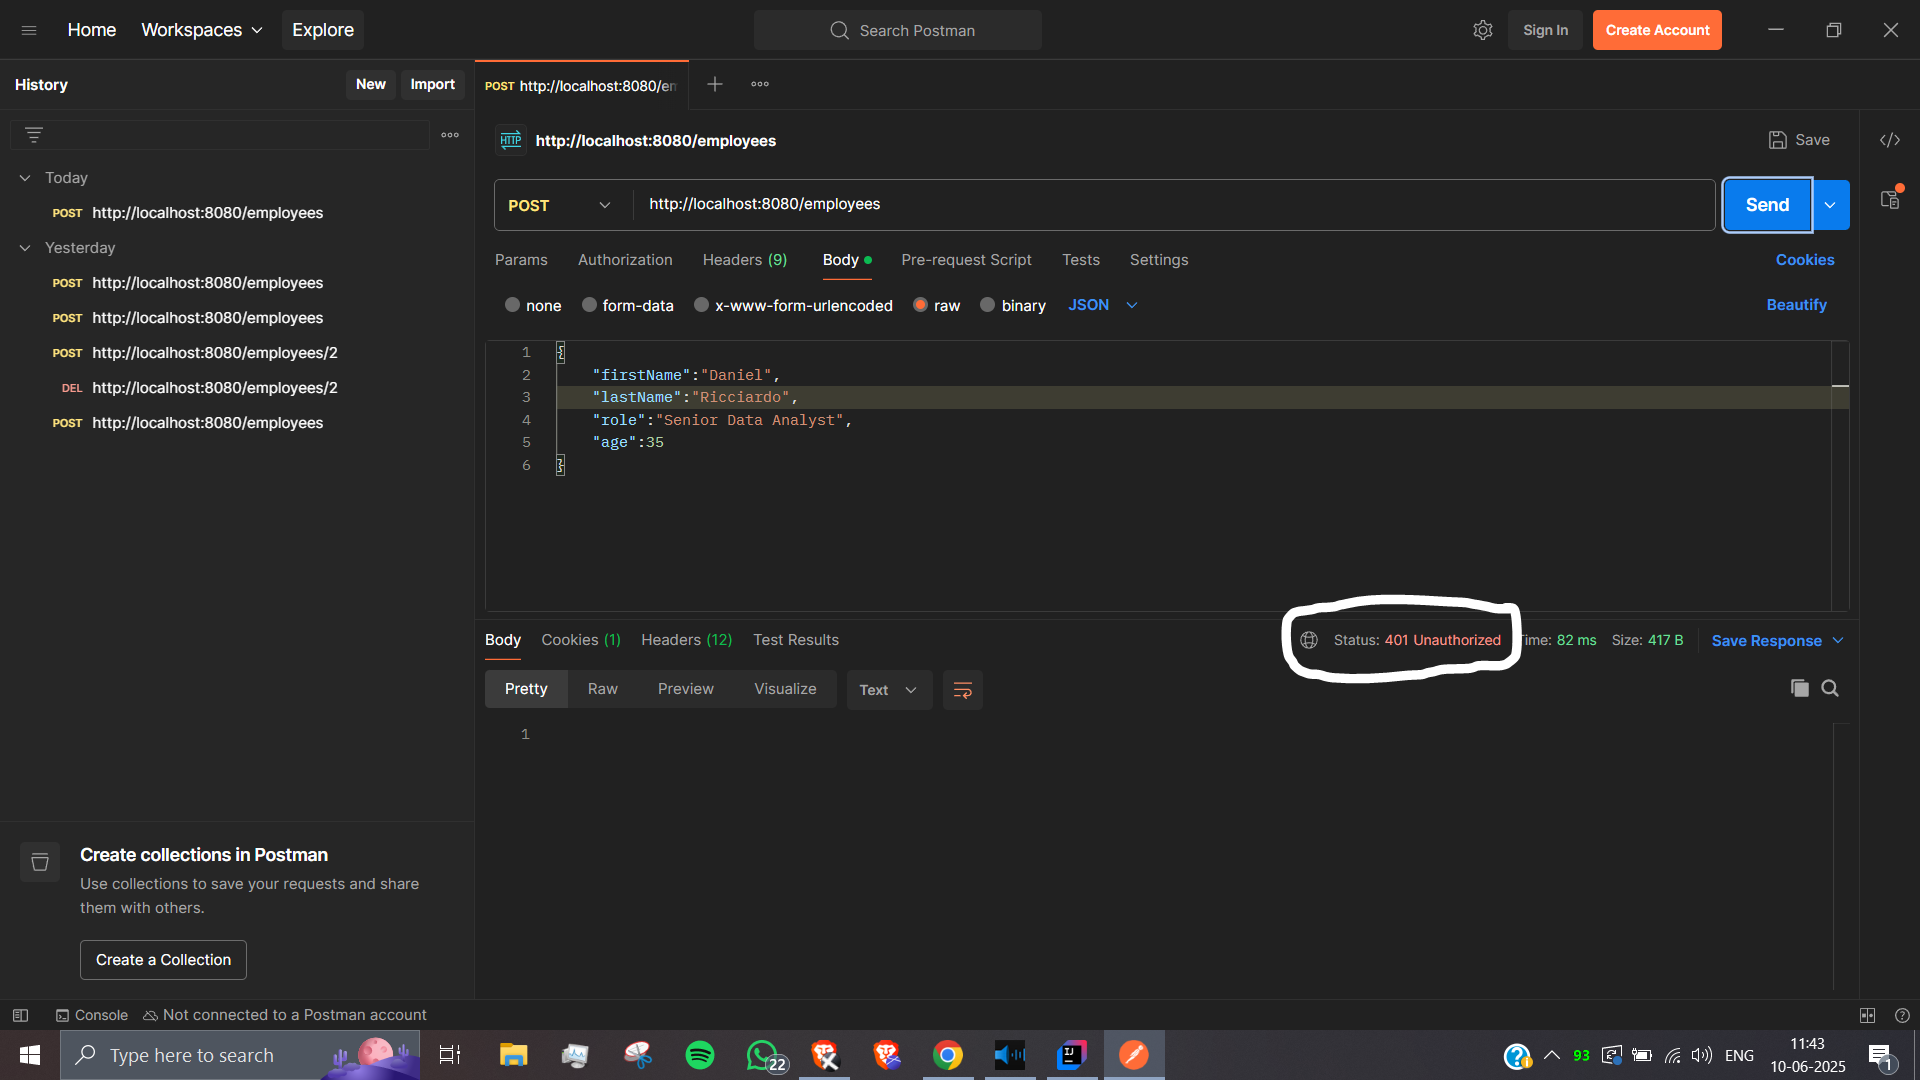 Home Workspaces Explore
Search Postman
Sign In Create Account
History New Import
POST http://localhost:8080/em
HTTP http://localhost:8080/employees
Save
Today
POST http://localhost:8080/employees
Yesterday
POST http://localhost:8080/employees
POST http://localhost:8080/employees
POST http://localhost:8080/employees/2
DEL http://localhost:8080/employees/2
POST http://localhost:8080/employees
POST http://localhost:8080/employees Send
Params Authorization Headers (9) Body Pre-request Script Tests Settings Cookies
none form-data x-www-form-urlencoded raw binary JSON Beautify
1 {
2 "firstName":"Daniel",
3 "lastName":"Ricciardo",
4 "role":"Senior Data Analyst",
5 "age":35
6 }
Body Cookies (1) Headers (12) Test Results Status: 401 Unauthorized ime: 82 ms Size: 417 B Save Response
Pretty Raw Preview Visualize Text
1
Create collections in Postman
Use collections to save your requests and share
them with others.
Create a Collection
Console Not connected to a Postman account
Type here to search
22
93
ENG
11:43
10-06-2025
1